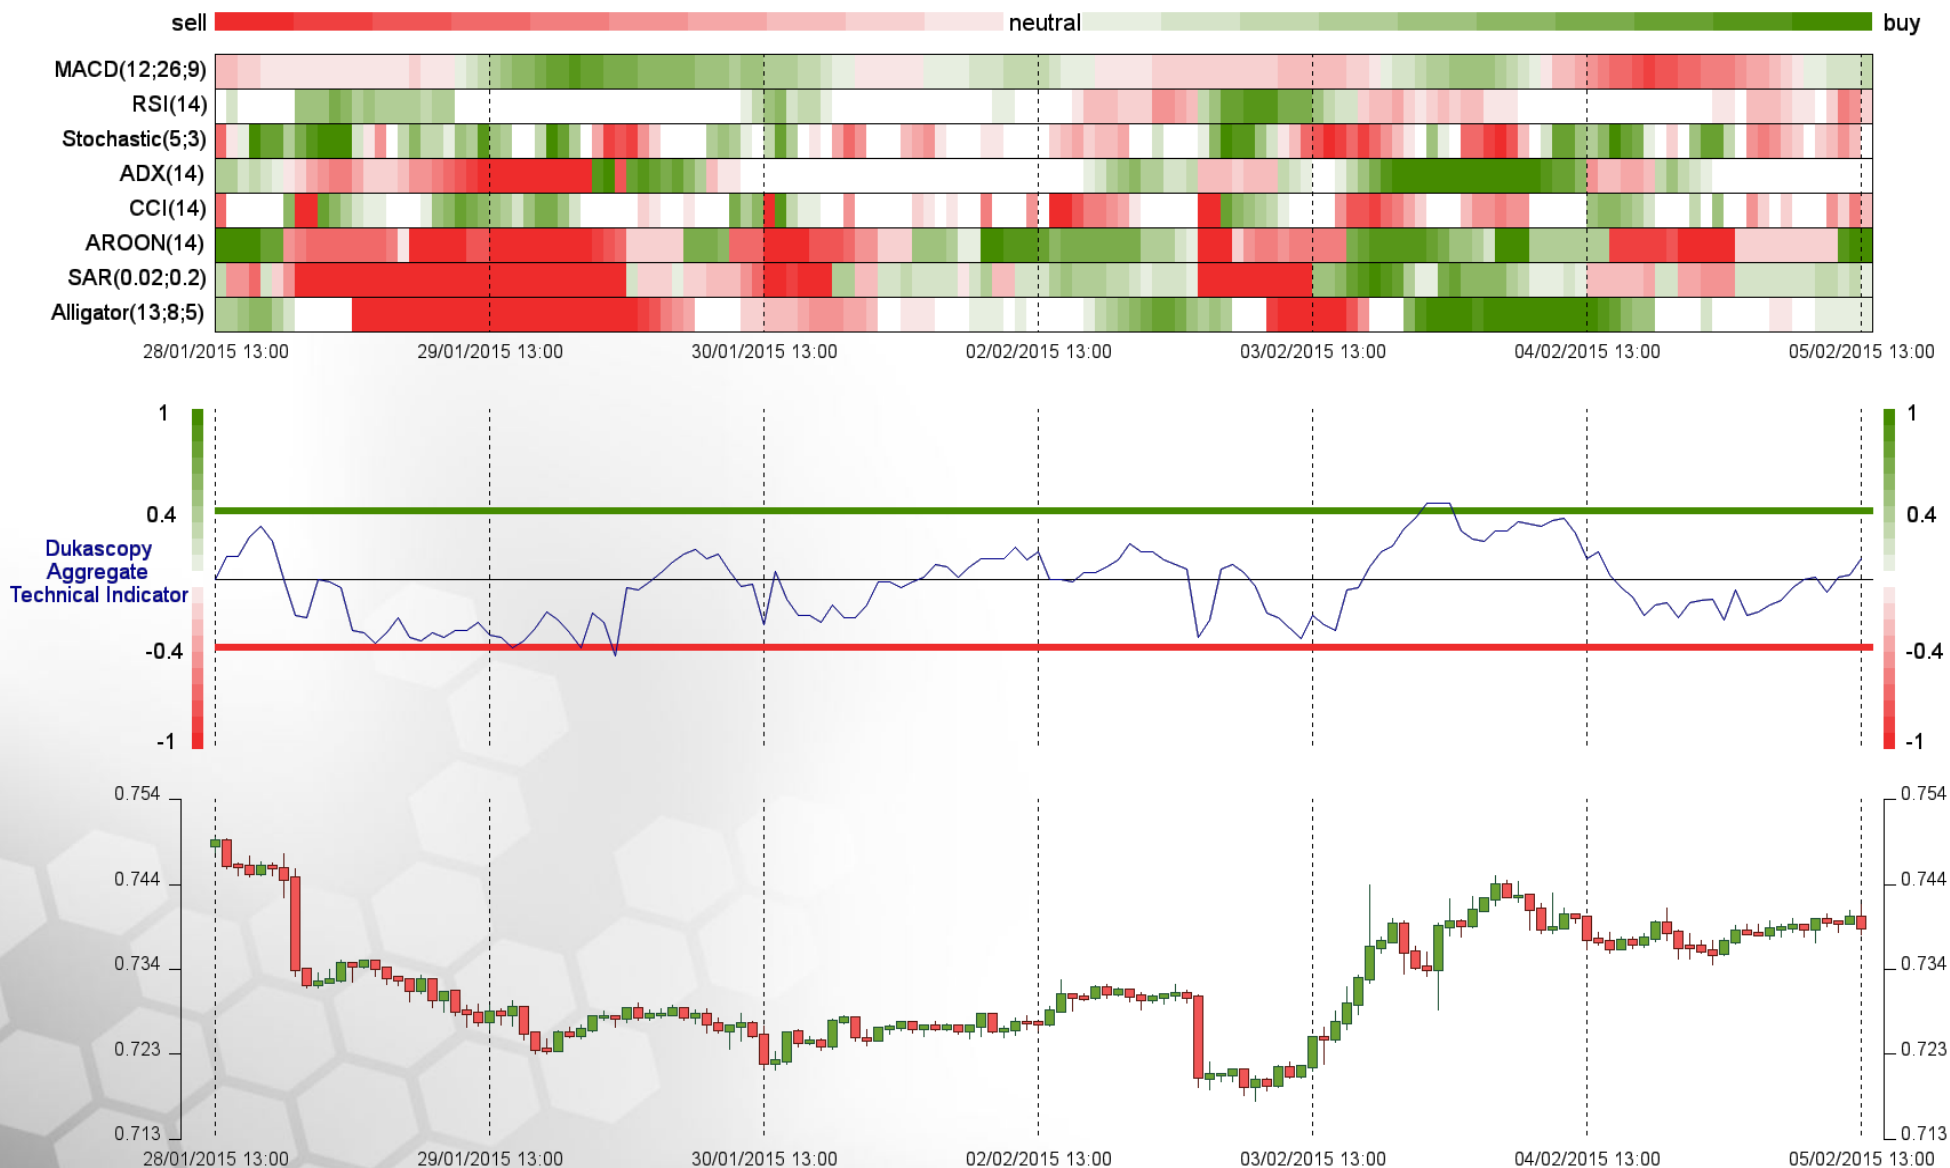 sell neutral buy
MACD(12;26;9)
RSI(14)
Stochastic(5;3)
ADX(14)
CCI(14)
AROON(14)
SAR(0.02;0.2)
Alligator(13;8;5)
28/01/2015 13:00 29/01/2015 13:00 30/01/2015 13:00 02/02/2015 13:00 03/02/2015 13:00 04/02/2015 13:00 05/02/2015 13:00
1 1
0.4 0.4
Dukascopy
Aggregate
Technical Indicator
-0.4 -0.4
-1 -1
0.754 0.754
0.744 0.744
0.734 0.734
0.723 0.723
0.713 0.713
28/01/2015 13:00 29/01/2015 13:00 30/01/2015 13:00 02/02/2015 13:00 03/02/2015 13:00 04/02/2015 13:00 05/02/2015 13:00